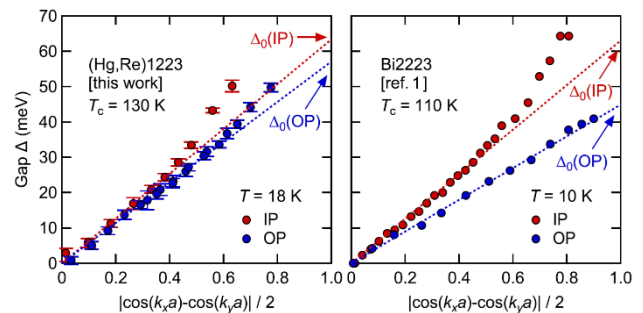 70
60
50
40
30
20
10
0
Gap Δ (meV)
(Hg,Re)1223
[this work]
Tc = 130 K
Δ0(IP)
Δ0(OP)
T = 18 K
IP
OP
0 0.2 0.4 0.6 0.8 1.0
|cos(kxa)-cos(kya)| / 2
Bi2223
[ref. 1]
Tc = 110 K
Δ0(IP)
Δ0(OP)
T = 10 K
IP
OP
0 0.2 0.4 0.6 0.8 1.0
|cos(kxa)-cos(kya)| / 2